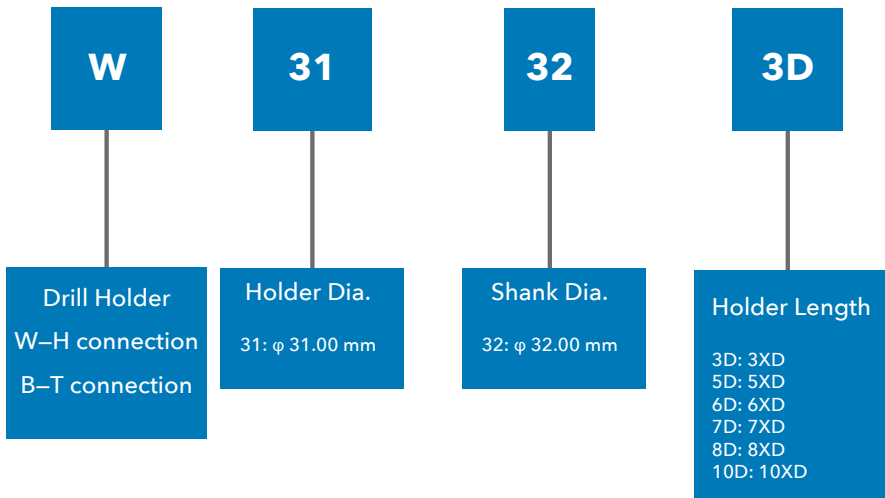 W
31
32
3D
Drill Holder
W–H connection
B–T connection
Holder Dia.
31: φ 31.00 mm
Shank Dia.
32: φ 32.00 mm
Holder Length
3D: 3XD
5D: 5XD
6D: 6XD
7D: 7XD
8D: 8XD
10D: 10XD